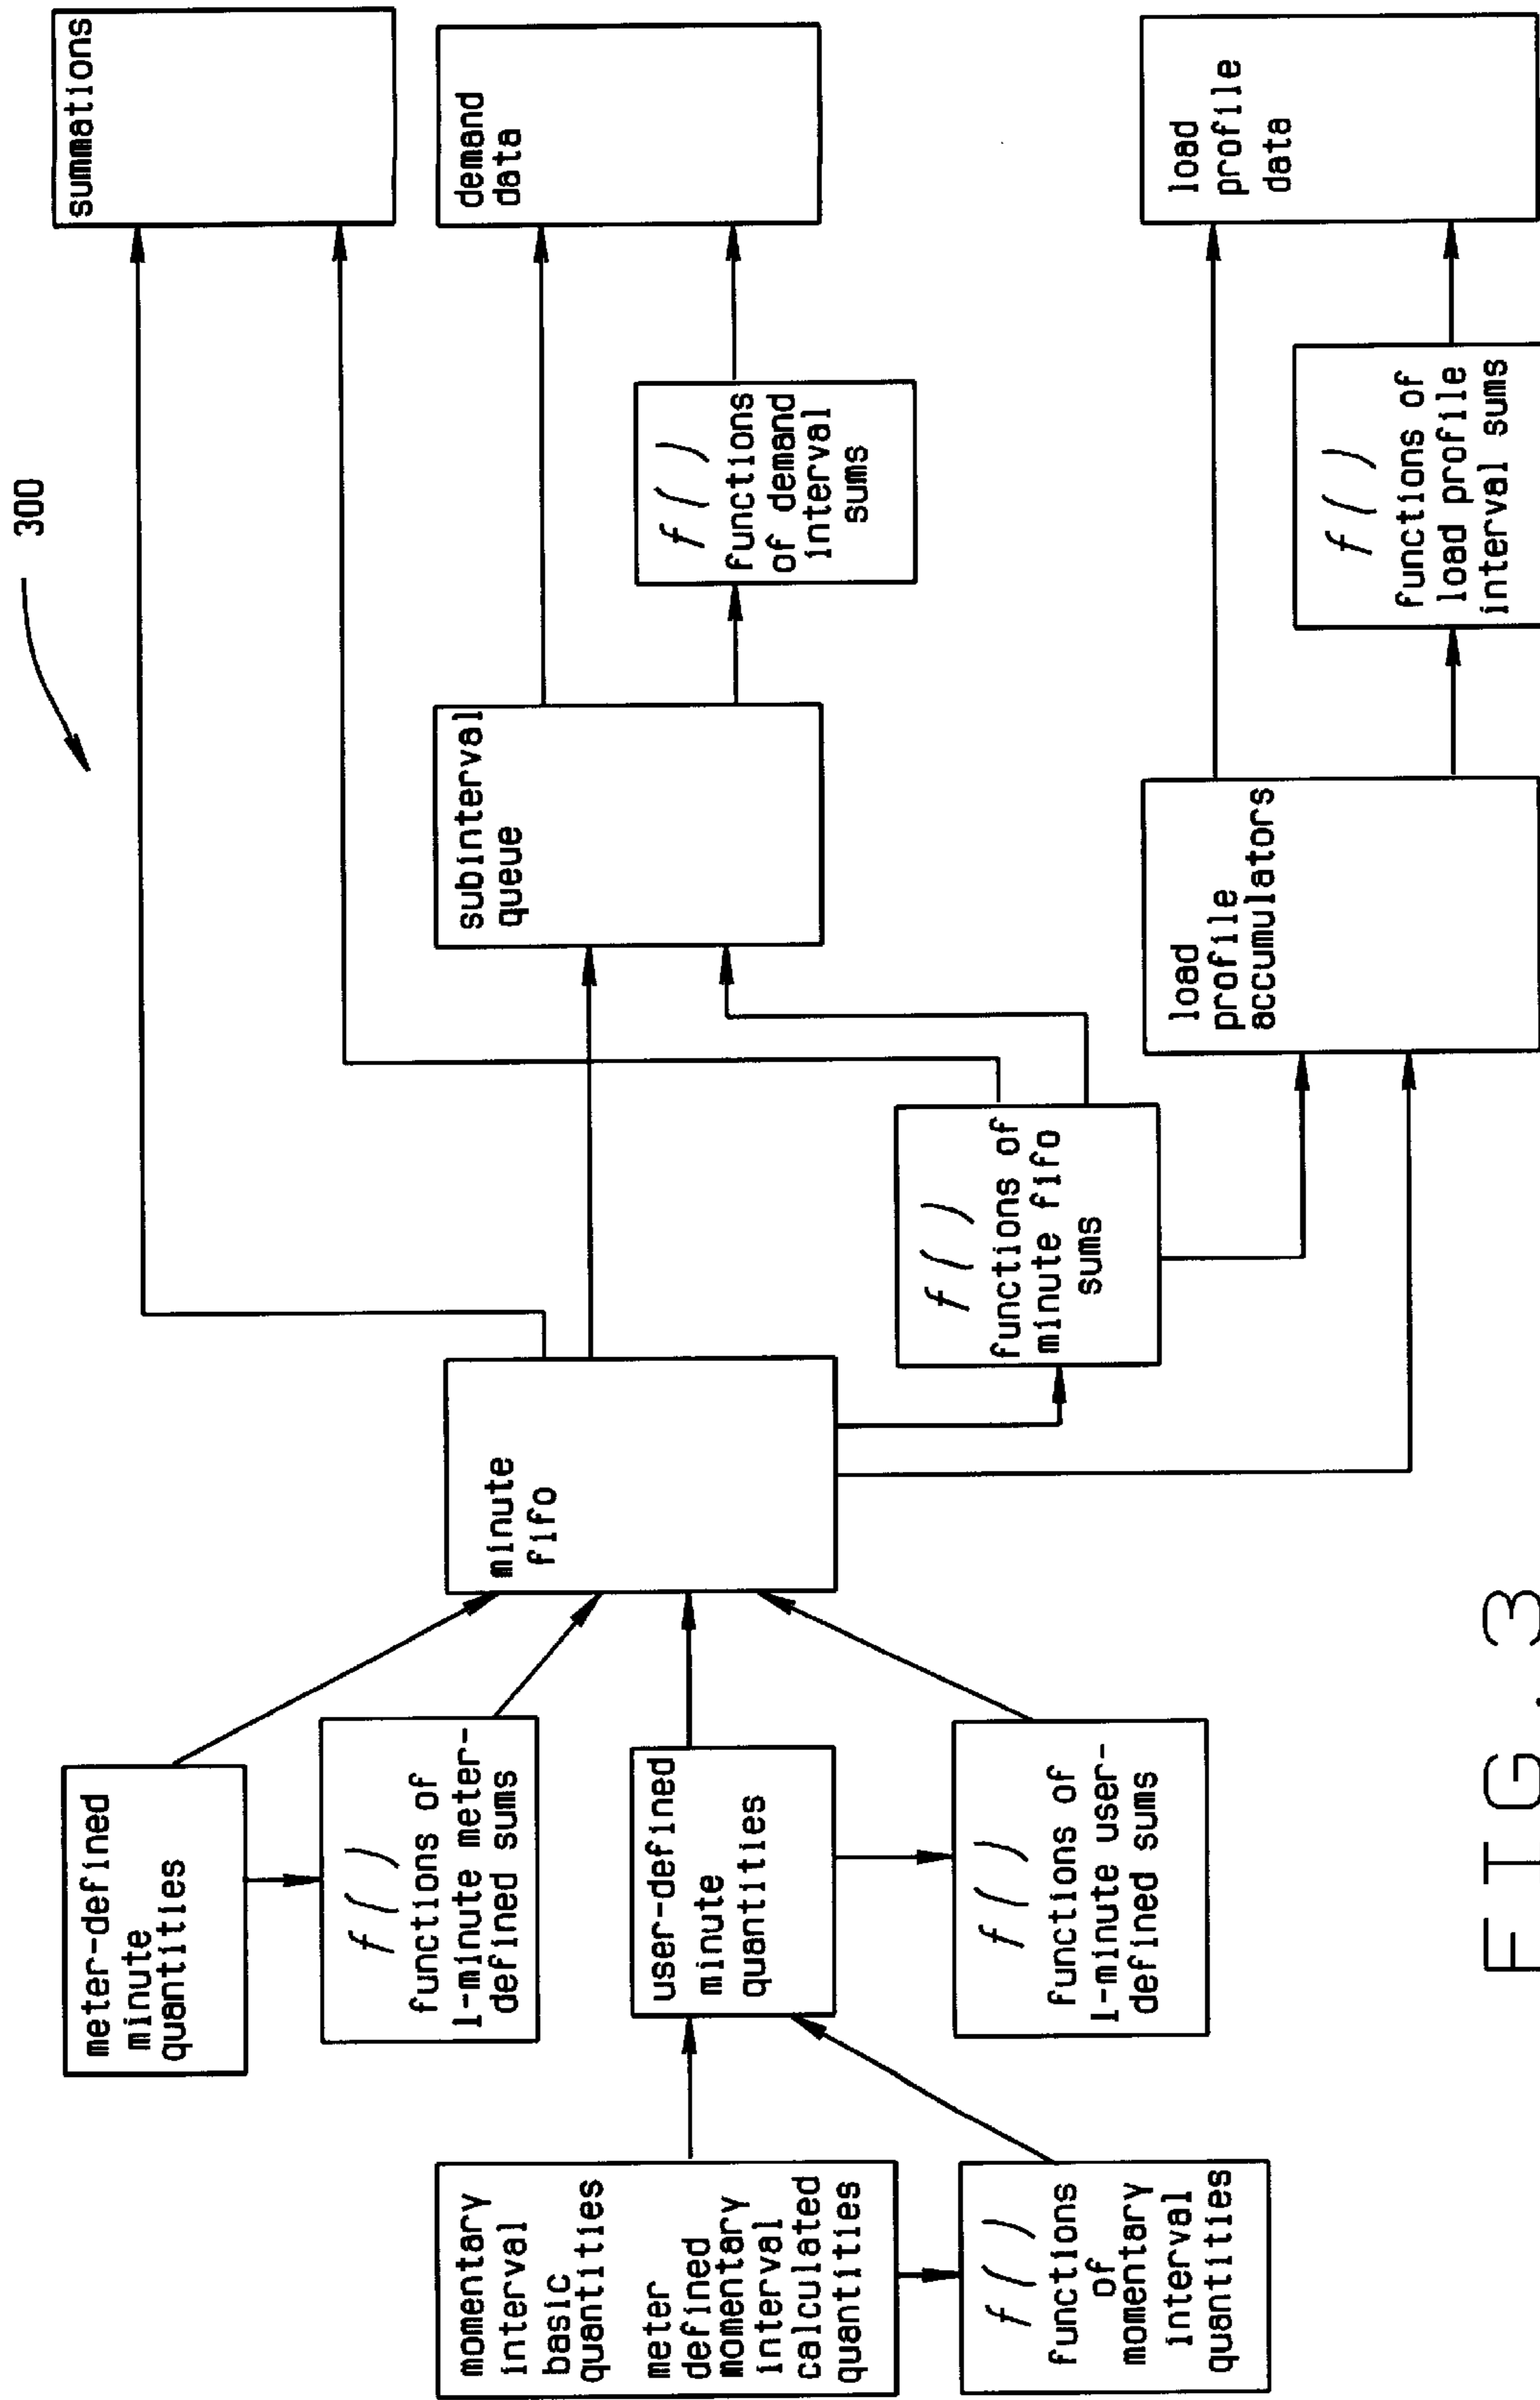 300
meter-defined
minute
quantities
f()
functions of
1-minute meter-
defined sums
momentary
interval
basic
quantities
meter
defined
momentary
interval
calculated
quantities
f()
functions
of
momentary
interval
quantities
user-defined
minute
quantities
f()
functions of
1-minute user-
defined sums
minute
fifo
f()
functions of
minute fifo
sums
subinterval
queue
load
profile
accumulators
f()
functions
of demand
interval
sums
f()
functions of
load profile
interval sums
summations
demand
data
load
profile
data
FIG. 3